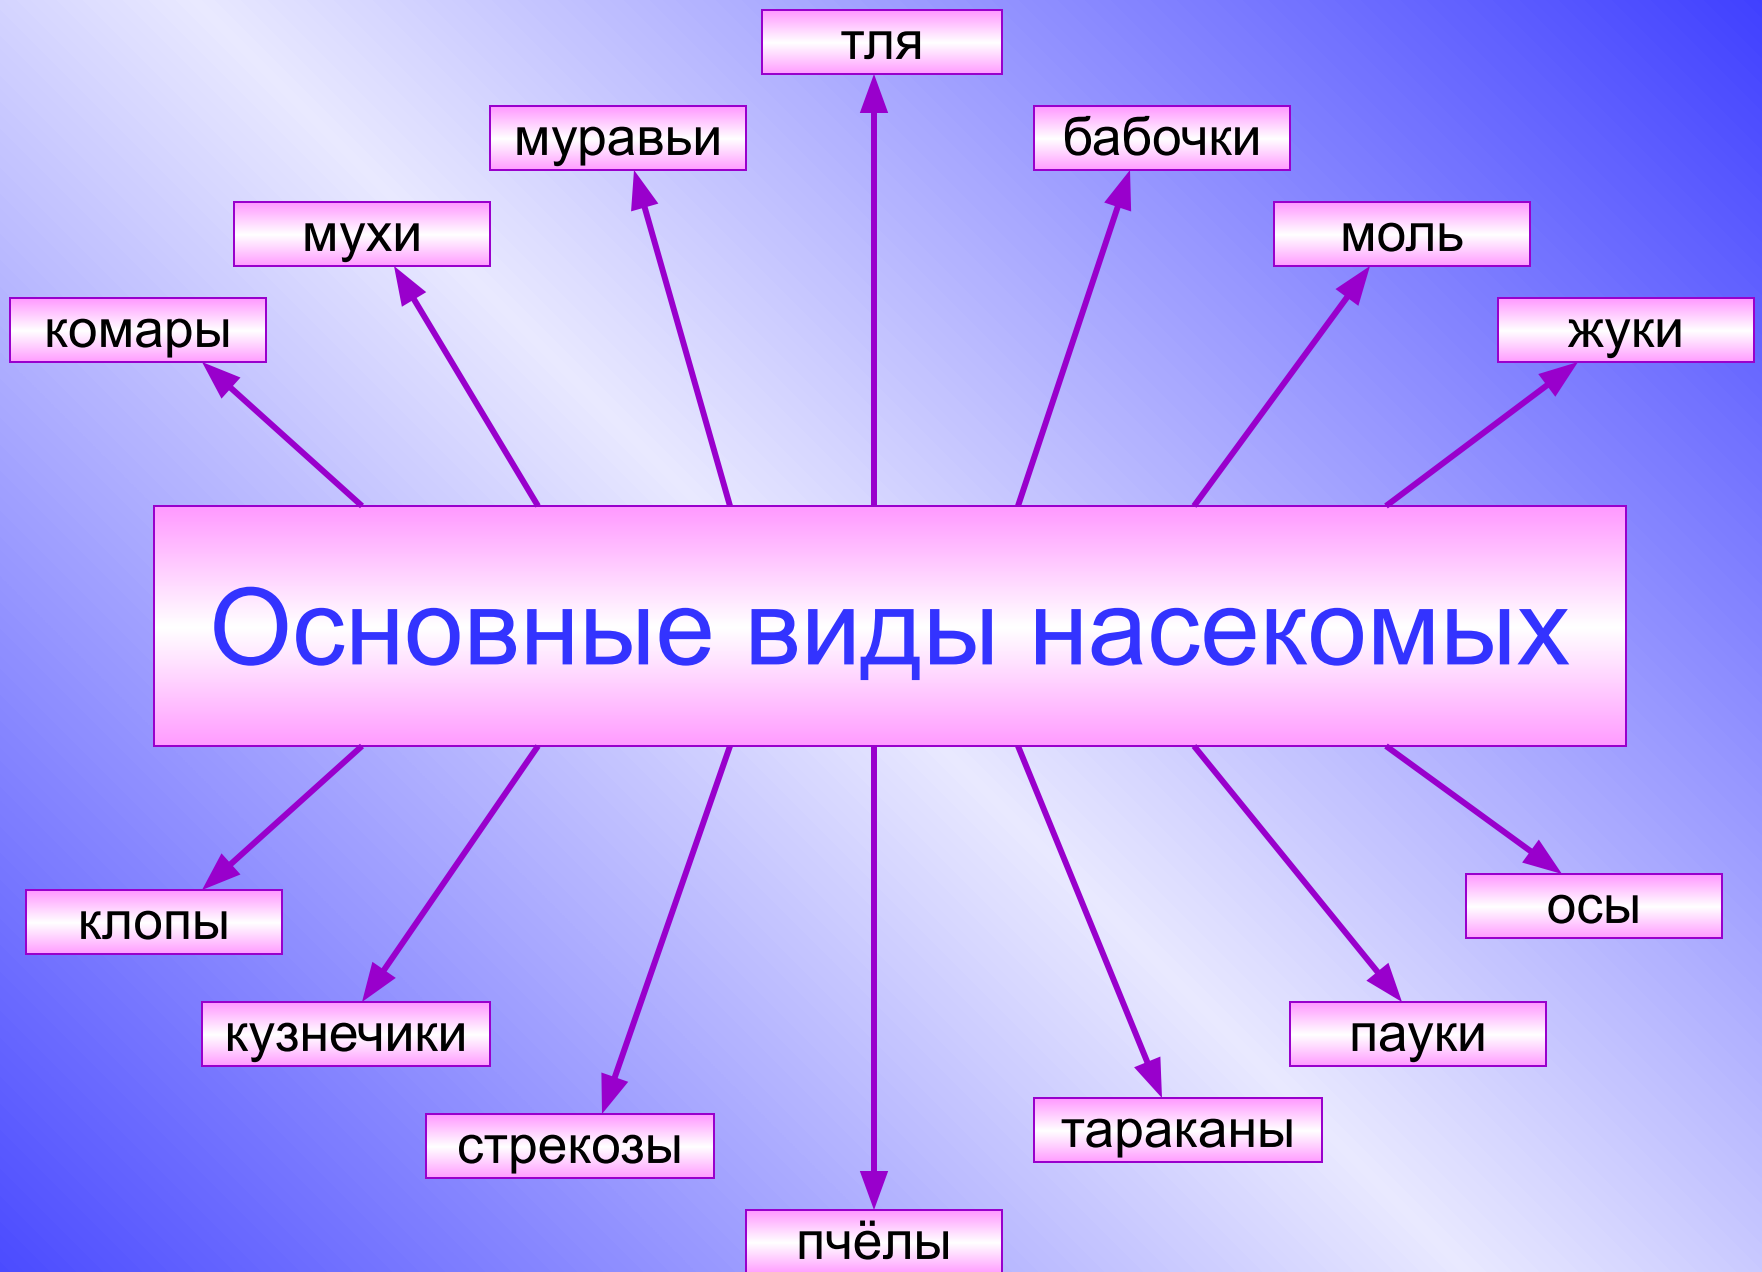 тля
муравьи
бабочки
мухи
моль
комары
жуки
Основные виды насекомых
клопы
осы
кузнечики
пауки
стрекозы
тараканы
пчёлы